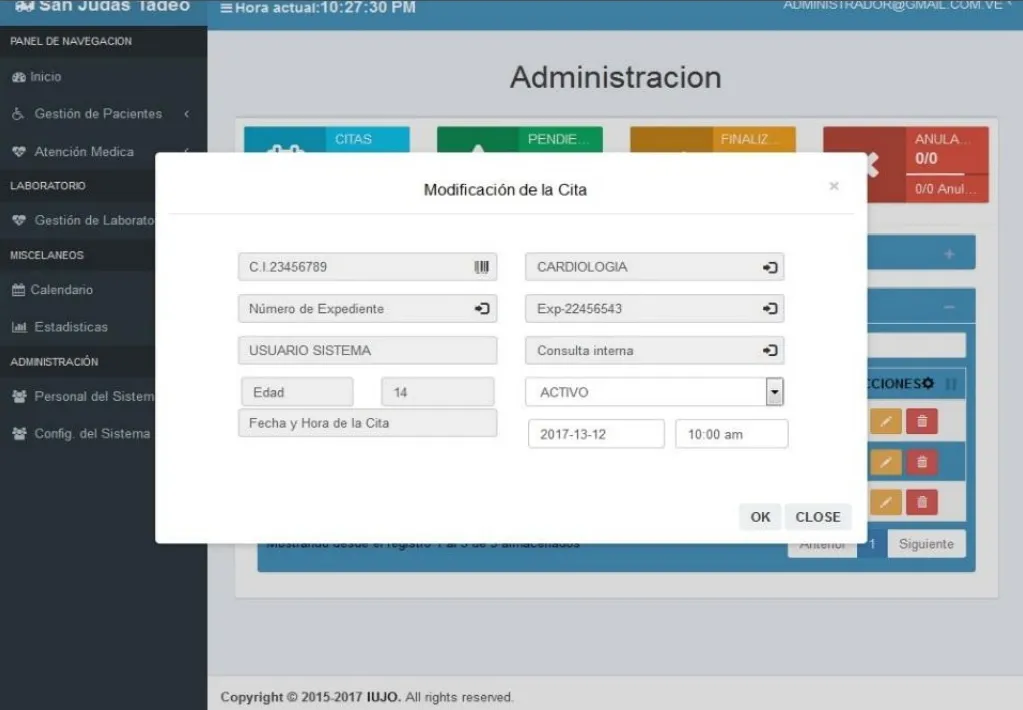 San Judas Tadeo
Hora actual:10:27:30 PM
ADMINISTRADOR@GMAIL.COM.VE
PANEL DE NAVEGACION
Inicio
Gestión de Pacientes
Atención Medica
LABORATORIO
Gestión de Laborato
MISCELANEOS
Calendario
Estadisticas
ADMINISTRACIÓN
Personal del Sistem
Config. del Sistema
Administracion
CITAS
PENDIE...
FINALIZ...
ANULA...
0/0
0/0 Anul...
Modificación de la Cita
×
C.I.23456789
CARDIOLOGIA
Número de Expediente
Exp-22456543
USUARIO SISTEMA
Consulta interna
Edad
14
ACTIVO
Fecha y Hora de la Cita
2017-13-12
10:00 am
OK
CLOSE
CIONES
Mostrando desde el registro 1 al 3 de 3 almacenados
Anterior
1
Siguiente
Copyright © 2015-2017 IUJO. All rights reserved.